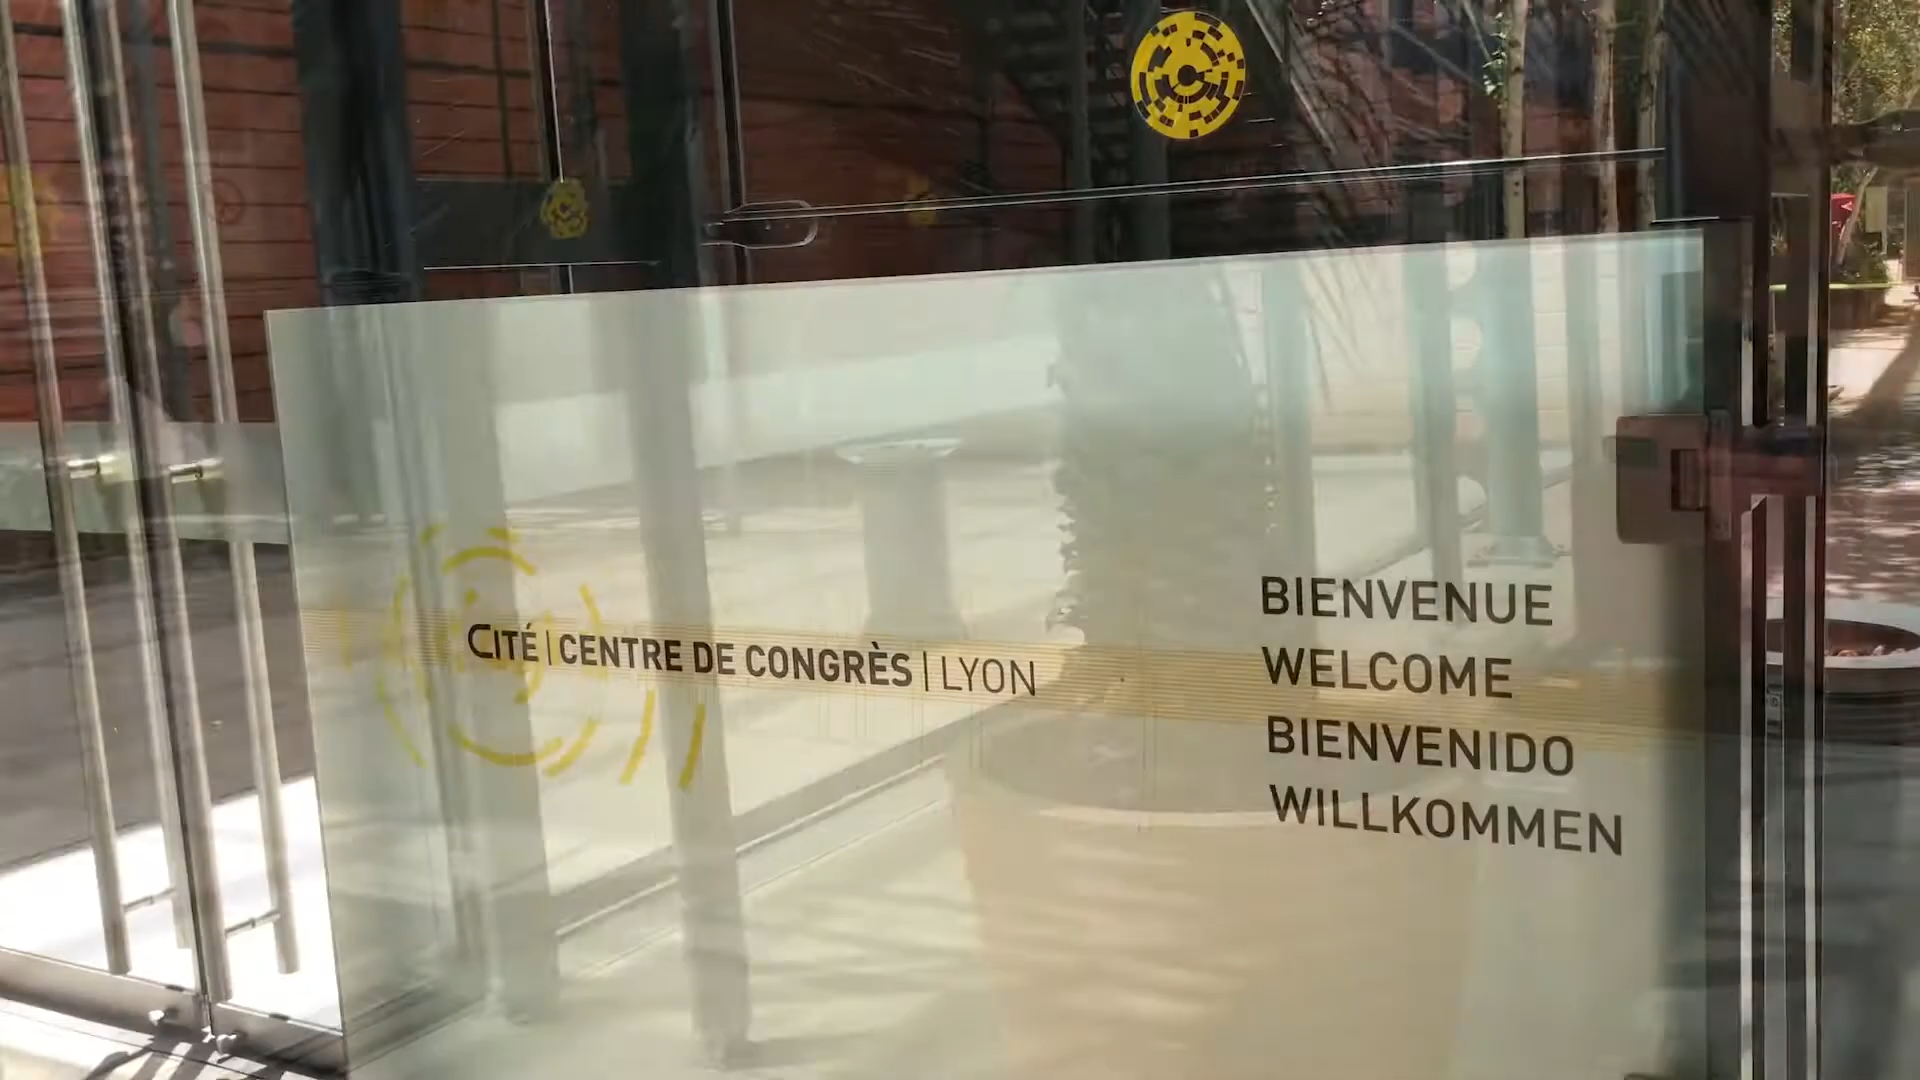 CITÉ | CENTRE DE CONGRÈS | LYON
BIENVENUE
WELCOME
BIENVENIDO
WILLKOMMEN